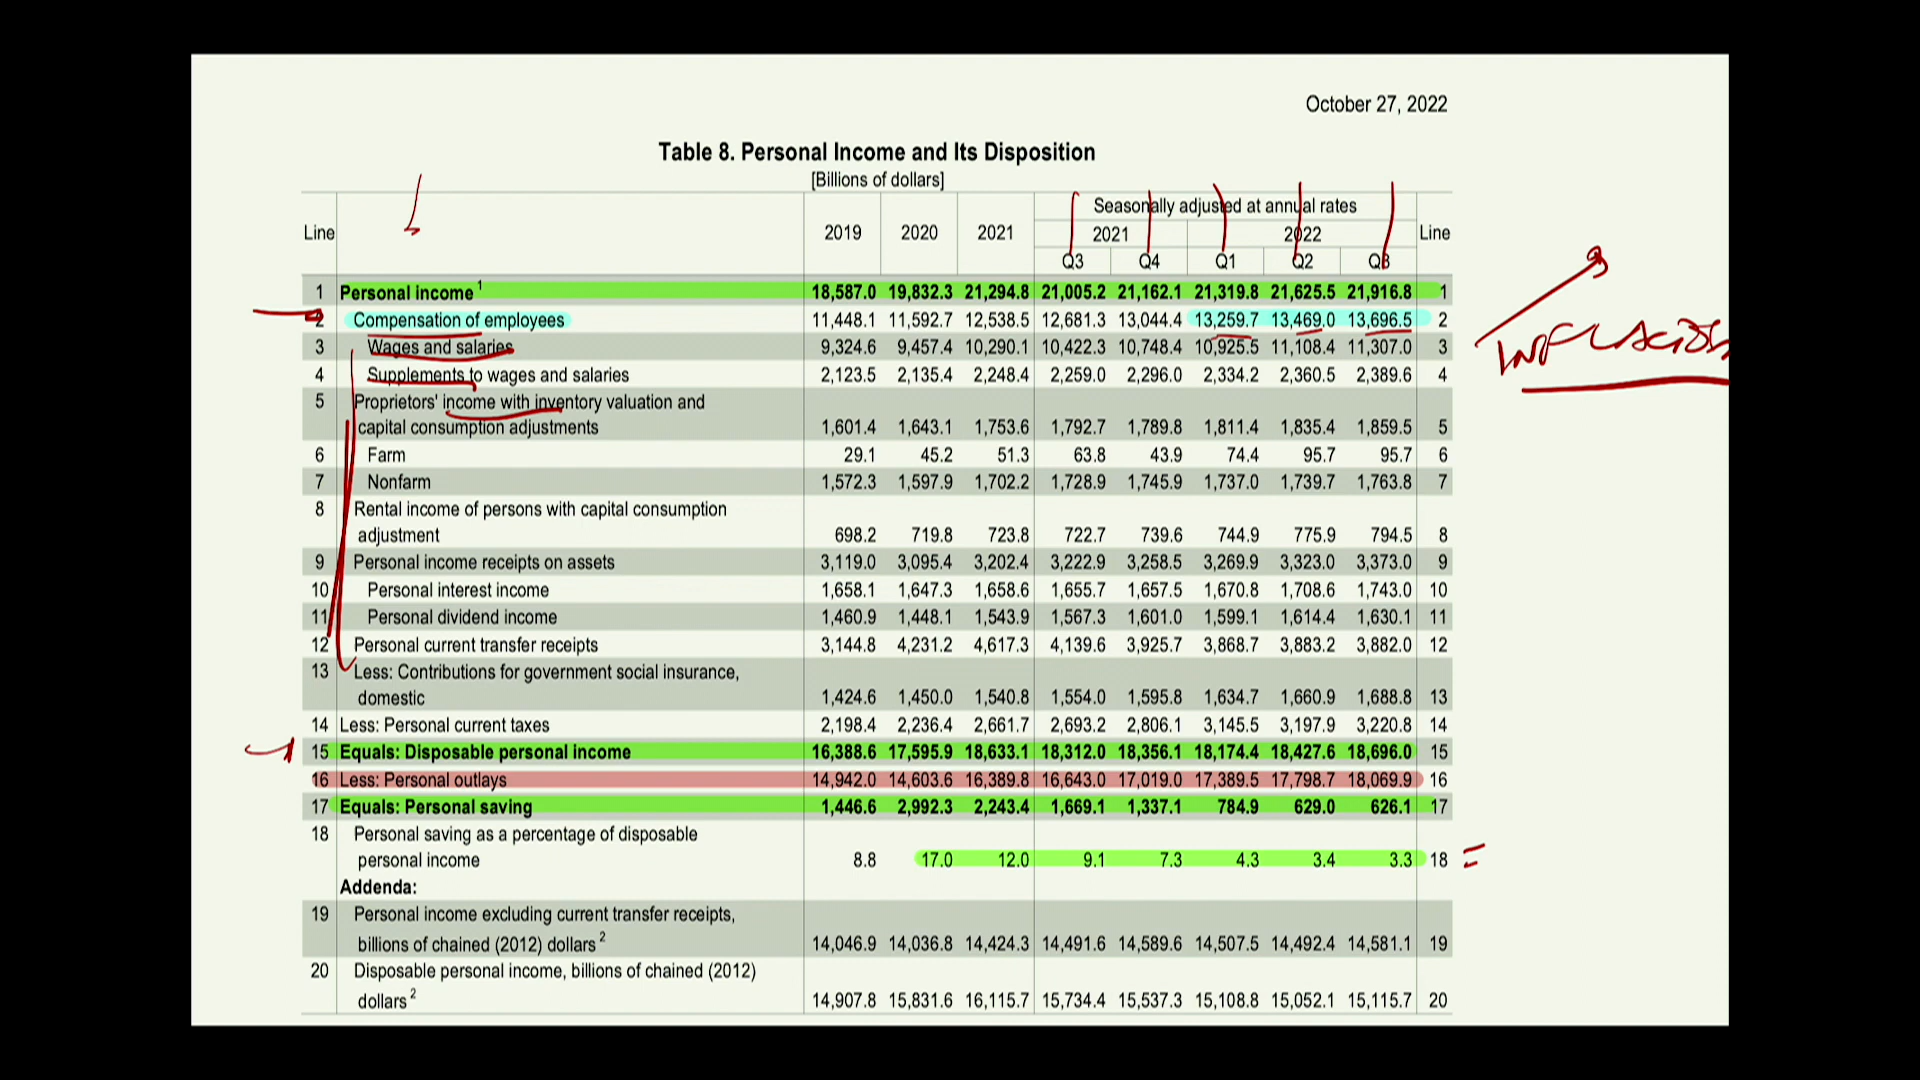 October 27, 2022
Table 8. Personal Income and Its Disposition
[Billions of dollars]
Line 2019 2020 2021 Seasonally adjusted at annual rates Line
2021 2022
Q3 Q4 Q1 Q2 Q3
1 Personal income 1 18,587.0 19,832.3 21,294.8 21,005.2 21,162.1 21,319.8 21,625.5 21,916.8 1
2 Compensation of employees 11,448.1 11,592.7 12,538.5 12,681.3 13,044.4 13,259.7 13,469.0 13,696.5 2
3 Wages and salaries 9,324.6 9,457.4 10,290.1 10,422.3 10,748.4 10,925.5 11,108.4 11,307.0 3
4 Supplements to wages and salaries 2,123.5 2,135.4 2,248.4 2,259.0 2,296.0 2,334.2 2,360.5 2,389.6 4
5 Proprietors' income with inventory valuation and
capital consumption adjustments 1,601.4 1,643.1 1,753.6 1,792.7 1,789.8 1,811.4 1,835.4 1,859.5 5
6 Farm 29.1 45.2 51.3 63.8 43.9 74.4 95.7 95.7 6
7 Nonfarm 1,572.3 1,597.9 1,702.2 1,728.9 1,745.9 1,737.0 1,739.7 1,763.8 7
8 Rental income of persons with capital consumption
adjustment 698.2 719.8 723.8 722.7 739.6 744.9 775.9 794.5 8
9 Personal income receipts on assets 3,119.0 3,095.4 3,202.4 3,222.9 3,258.5 3,269.9 3,323.0 3,373.0 9
10 Personal interest income 1,658.1 1,647.3 1,658.6 1,655.7 1,657.5 1,670.8 1,708.6 1,743.0 10
11 Personal dividend income 1,460.9 1,448.1 1,543.9 1,567.3 1,601.0 1,599.1 1,614.4 1,630.1 11
12 Personal current transfer receipts 3,144.8 4,231.2 4,617.3 4,139.6 3,925.7 3,868.7 3,883.2 3,882.0 12
13 Less: Contributions for government social insurance,
domestic 1,424.6 1,450.0 1,540.8 1,554.0 1,595.8 1,634.7 1,660.9 1,688.8 13
14 Less: Personal current taxes 2,198.4 2,236.4 2,661.7 2,693.2 2,806.1 3,145.5 3,197.9 3,220.8 14
15 Equals: Disposable personal income 16,388.6 17,595.9 18,633.1 18,312.0 18,356.1 18,174.4 18,427.6 18,696.0 15
16 Less: Personal outlays 14,942.0 14,603.6 16,389.8 16,643.0 17,019.0 17,389.5 17,798.7 18,069.9 16
17 Equals: Personal saving 1,446.6 2,992.3 2,243.4 1,669.1 1,337.1 784.9 629.0 626.1 17
18 Personal saving as a percentage of disposable
personal income 8.8 17.0 12.0 9.1 7.3 4.3 3.4 3.3 18
Addenda:
19 Personal income excluding current transfer receipts,
billions of chained (2012) dollars 2 14,046.9 14,036.8 14,424.3 14,491.6 14,589.6 14,507.5 14,492.4 14,581.1 19
20 Disposable personal income, billions of chained (2012)
dollars 2 14,907.8 15,831.6 16,115.7 15,734.4 15,537.3 15,108.8 15,052.1 15,115.7 20